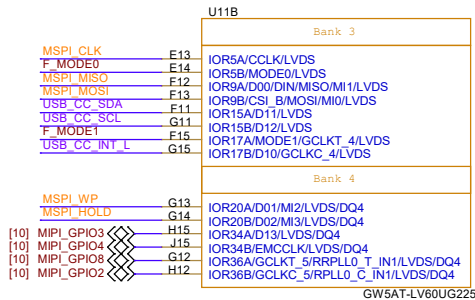 U11B
Bank 3
MSPI_CLK E13 IOR5A/CCLK/LVDS
F_MODE0 E14 IOR5B/MODE0/LVDS
MSPI_MISO F12 IOR9A/D00/DIN/MISO/MI1/LVDS
MSPI_MOSI F13 IOR9B/CSI_B/MOSI/MI0/LVDS
USB_CC_SDA F11 IOR15A/D11/LVDS
USB_CC_SCL G11 IOR15B/D12/LVDS
F_MODE1 F15 IOR17A/MODE1/GCLKT_4/LVDS
USB_CC_INT_L G15 IOR17B/D10/GCLKC_4/LVDS
Bank 4
MSPI_WP G13 IOR20A/D01/MI2/LVDS/DQ4
MSPI_HOLD G14 IOR20B/D02/MI3/LVDS/DQ4
[10] MIPI_GPIO3 H15 IOR34A/D13/LVDS/DQ4
[10] MIPI_GPIO4 J15 IOR34B/EMCCLK/LVDS/DQ4
[10] MIPI_GPIO8 G12 IOR36A/GCLKT_5/RRPLL0_T_IN1/LVDS/DQ4
[10] MIPI_GPIO2 H12 IOR36B/GCLKC_5/RPLL0_C_IN1/LVDS/DQ4
GW5AT-LV60UG225